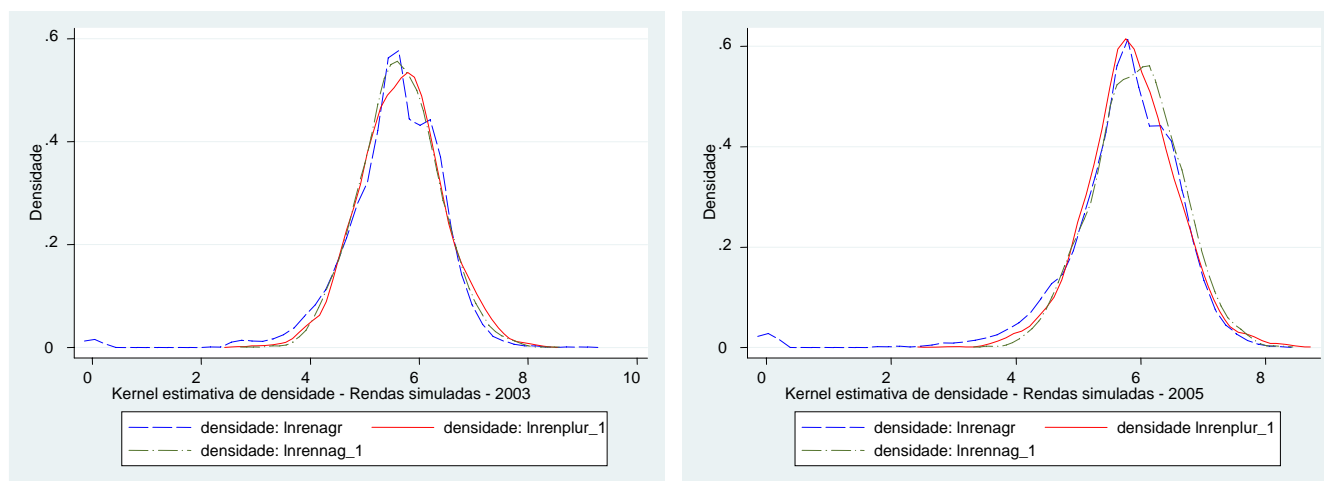 .6
.4
.2
0
Densidade
0 2 4 6 8 10
Kernel estimativa de densidade - Rendas simuladas - 2003
densidade: lnrenagr densidade: lnrenplur_1
densidade: lnrennag_1
.6
.4
.2
0
Densidade
0 2 4 6 8
Kernel estimativa de densidade - Rendas simuladas - 2005
densidade: lnrenagr densidade lnrenplur_1
densidade: lnrennag_1